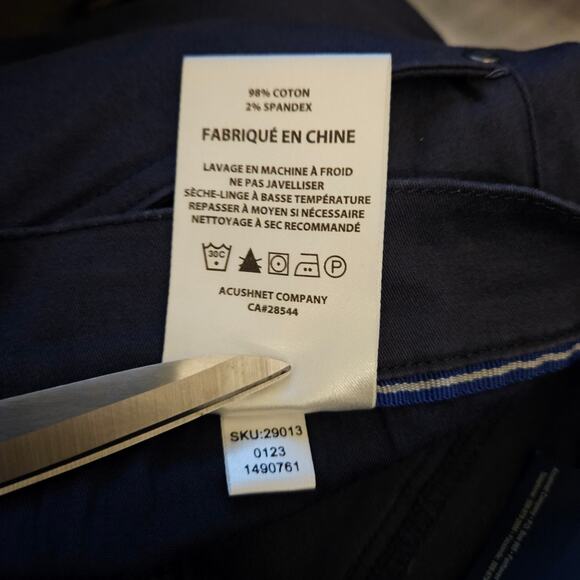 98% COTON
2% SPANDEX
FABRIQUÉ EN CHINE
LAVAGE EN MACHINE À FROID
NE PAS JAVELLISER
SÈCHE-LINGE À BASSE TEMPÉRATURE
REPASSER À MOYEN SI NÉCESSAIRE
NETTOYAGE À SEC RECOMMANDÉ
30C
P
ACUSHNET COMPANY
CA#28544
SKU:29013
0123
1490761